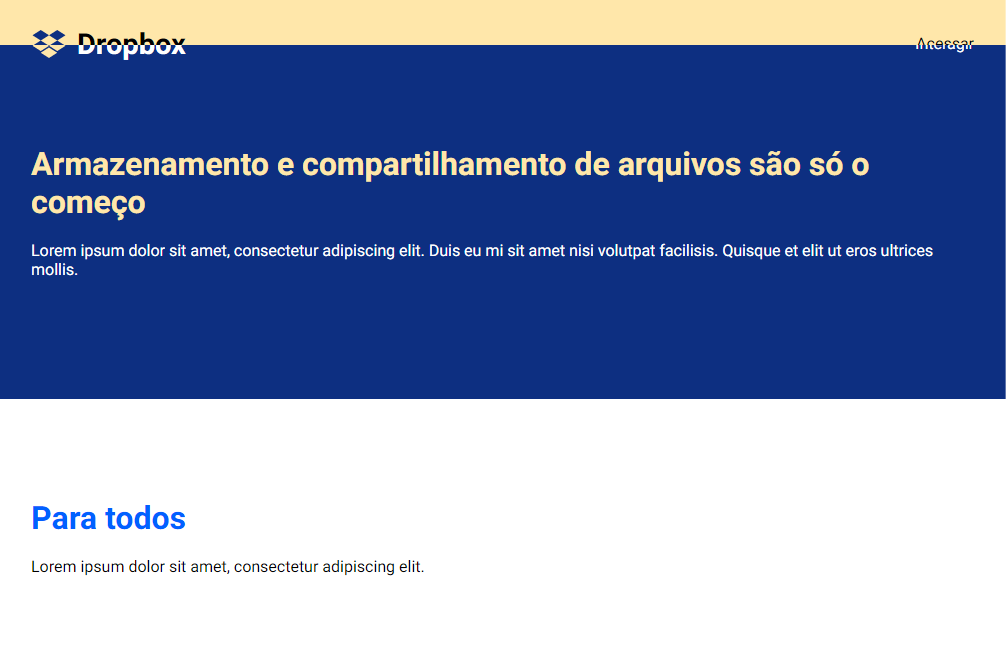 Dropbox
Acessar
Interagir
Armazenamento e compartilhamento de arquivos são só o
começo
Lorem ipsum dolor sit amet, consectetur adipiscing elit. Duis eu mi sit amet nisi volutpat facilisis. Quisque et elit ut eros ultrices
mollis.
Para todos
Lorem ipsum dolor sit amet, consectetur adipiscing elit.